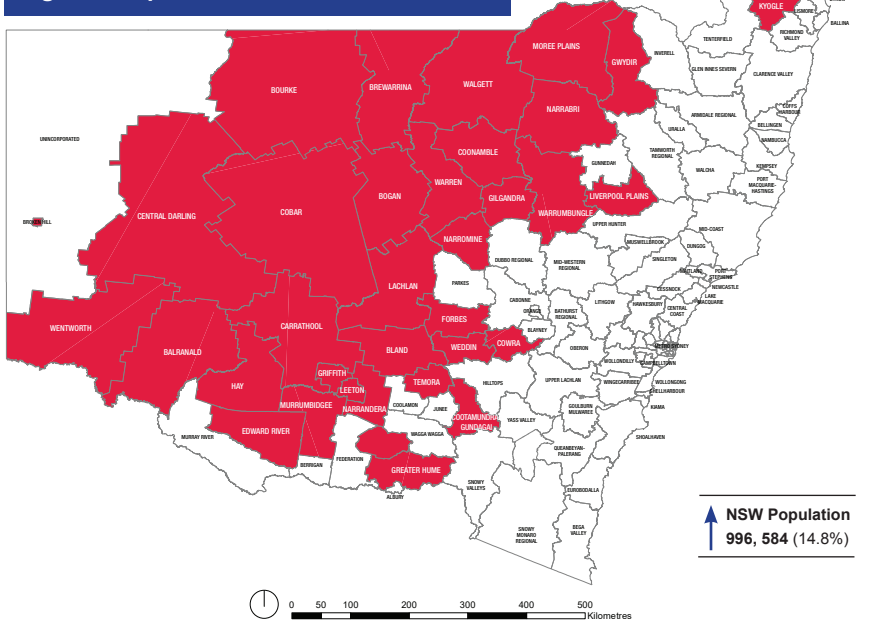 KYOGLE
LISMORE
BALLINA
RICHMOND
VALLEY
TENTERFIELD
MOREE PLAINS
INVERELL
GWYDIR
GLEN INNES SEVERN
CLARENCE VALLEY
BOURKE
BREWARRINA
WALGETT
NARRABRI
COFFS
HARBOUR
ARMIDALE REGIONAL
BELLINGEN
URALLA
NAMBUCCA
UNINCORPORATED
COONAMBLE
GUNNEDAH
TAMWORTH
REGIONAL
WALCHA
KEMPSEY
PORT
MACQUARIE-
HASTINGS
WARREN
BOGAN
GILGANDRA
LIVERPOOL PLAINS
WARRUMBUNGLE
COBAR
CENTRAL DARLING
BROKEN HILL
UPPER HUNTER
MID-COAST
NARROMINE
MUSWELLBROOK
DUNGOG
DUBBO REGIONAL
MID-WESTERN
REGIONAL
SINGLETON
MAITLAND
PORT
STEPHENS
NEWCASTLE
LACHLAN
PARKES
CESSNOCK
LAKE
MACQUARIE
CABONNE
LITHGOW
HAWKESBURY
CENTRAL
COAST
ORANGE
BATHURST
REGIONAL
FORBES
WENTWORTH
CARRATHOOL
BLAYNEY
COWRA
WEDDIN
BLAND
OBERON
BALRANALD
WOLLONDILLY
CAMPBELLTOWN
GRIFFITH
HAY
LEETON
TEMORA
HILLTOPS
UPPER LACHLAN
WINGECARRIBEE
WOLLONGONG
SHELLHARBOUR
KIAMA
MURRUMBIDGEE
NARRANDERA
COOLAMON
JUNEE
COOTAMUNDRA
GUNDAGAI
GOULBURN
MULWAREE
YASS VALLEY
EDWARD RIVER
MURRAY RIVER
WAGGA WAGGA
SHOALHAVEN
QUEANBEYAN-
PALERANG
BERRIGAN
FEDERATION
GREATER HUME
ALBURY
SNOWY
VALLEYS
EUROBODALLA
SNOWY
MONARO
REGIONAL
BEGA
VALLEY
NSW Population
996, 584 (14.8%)
0 50 100 200 300 400 500
Kilometres